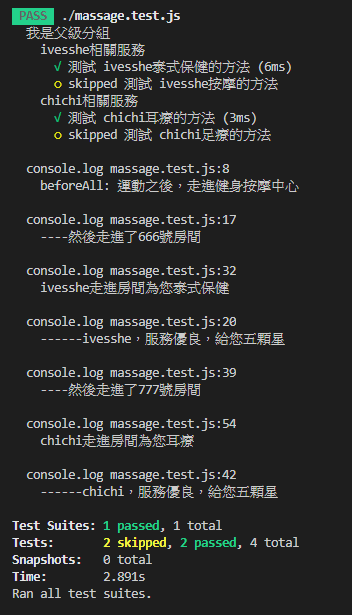 PASS ./massage.test.js
我是父級分組
ivesshe相關服務
√ 測試 ivesshe泰式保健的方法 (6ms)
○ skipped 測試 ivesshe按摩的方法
chichi相關服務
√ 測試 chichi耳療的方法 (3ms)
○ skipped 測試 chichi足療的方法
console.log massage.test.js:8
beforeAll: 運動之後，走進健身按摩中心
console.log massage.test.js:17
----然後走進了666號房間
console.log massage.test.js:32
ivesshe走進房間為您泰式保健
console.log massage.test.js:20
------ivesshe，服務優良，給您五顆星
console.log massage.test.js:39
----然後走進了777號房間
console.log massage.test.js:54
chichi走進房間為您耳療
console.log massage.test.js:42
------chichi，服務優良，給您五顆星
Test Suites: 1 passed, 1 total
Tests: 2 skipped, 2 passed, 4 total
Snapshots: 0 total
Time: 2.891s
Ran all test suites.